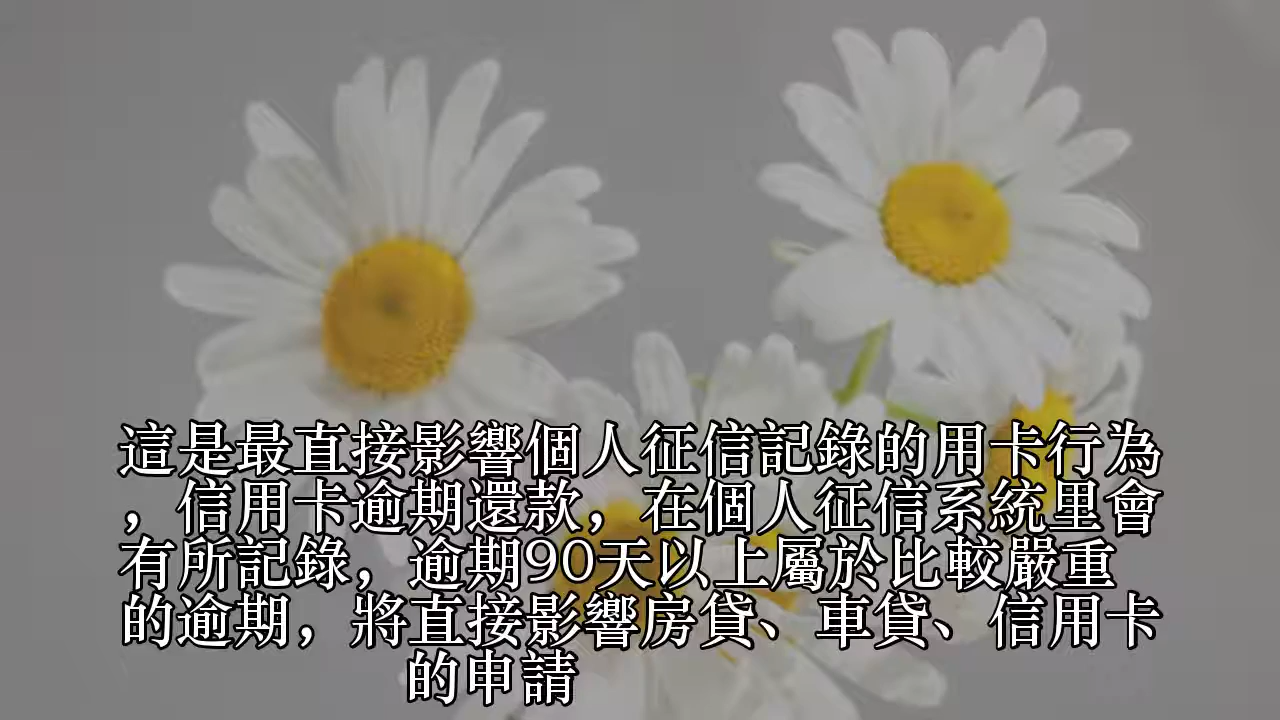 這是最直接影響個人征信記錄的用卡行為
，信用卡逾期還款，在個人征信系統里會
有所記錄，逾期90天以上屬於比較嚴重
的逾期，將直接影響房貸、車貸、信用卡
的申請